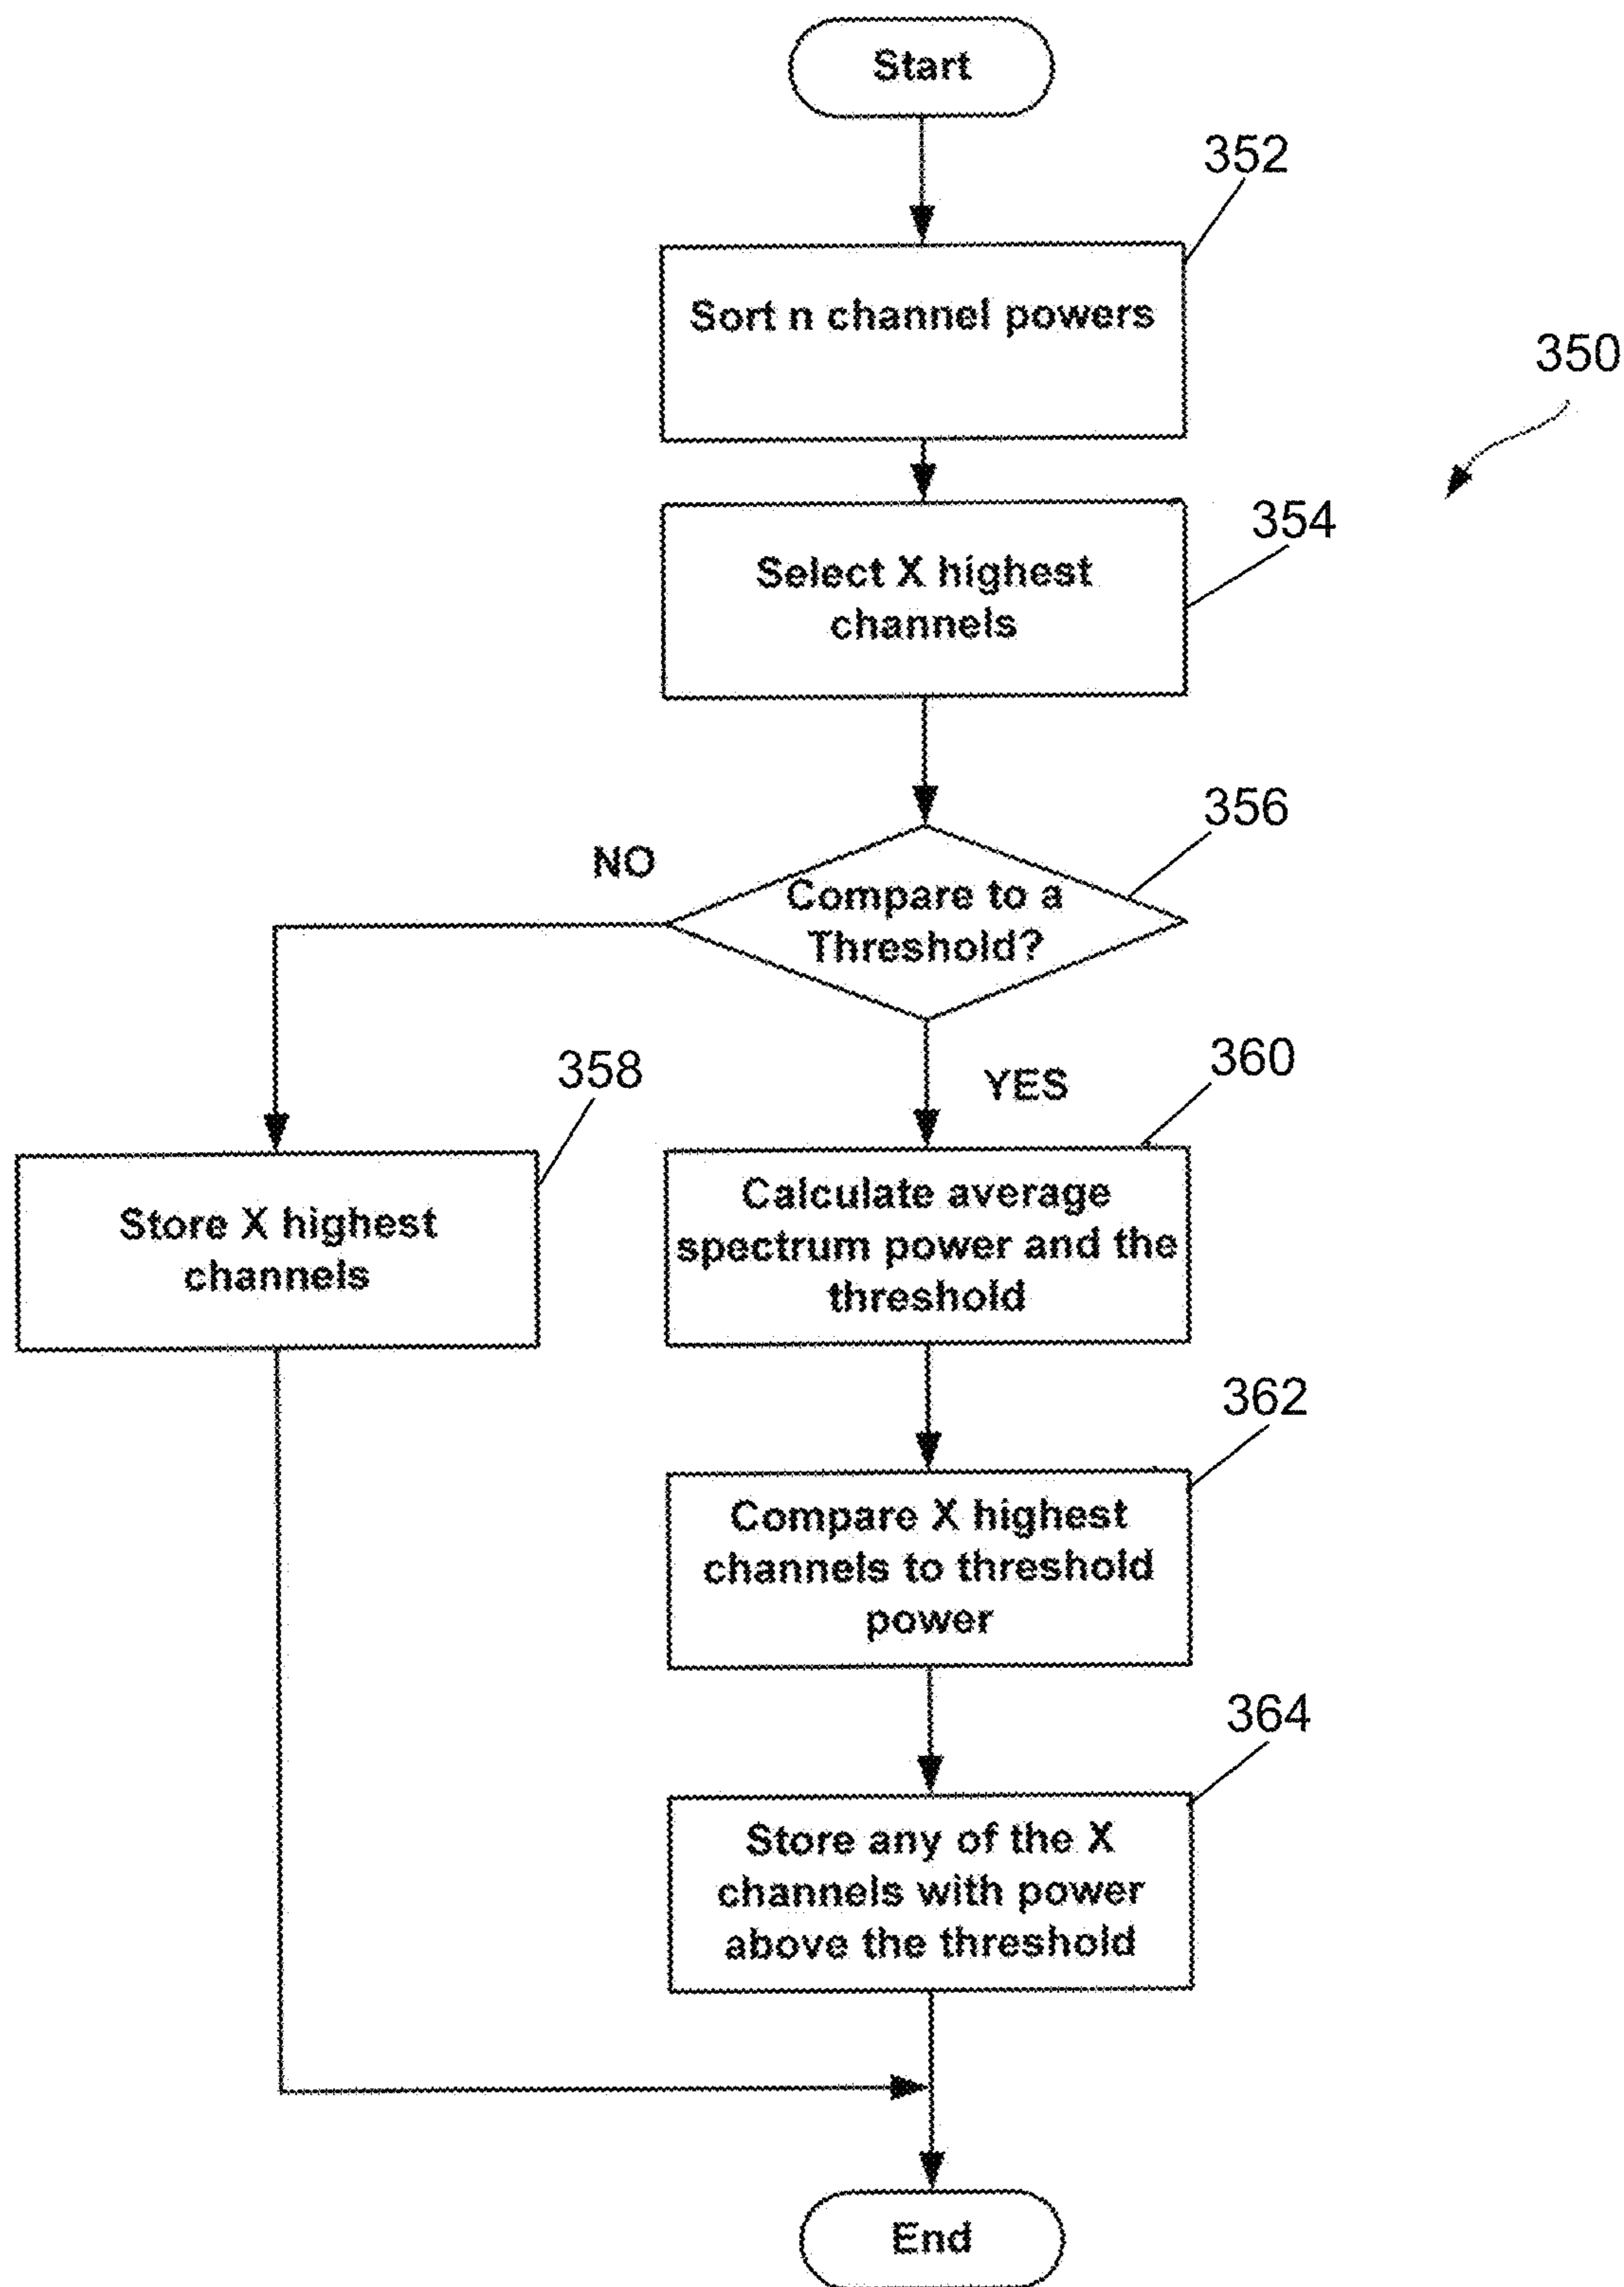 Start
352
Sort n channel powers
350
354
Select X highest
channels
356
NO
Compare to a
Threshold?
358
YES
360
Store X highest
channels
Calculate average
spectrum power and the
threshold
362
Compare X highest
channels to threshold
power
364
Store any of the X
channels with power
above the threshold
End